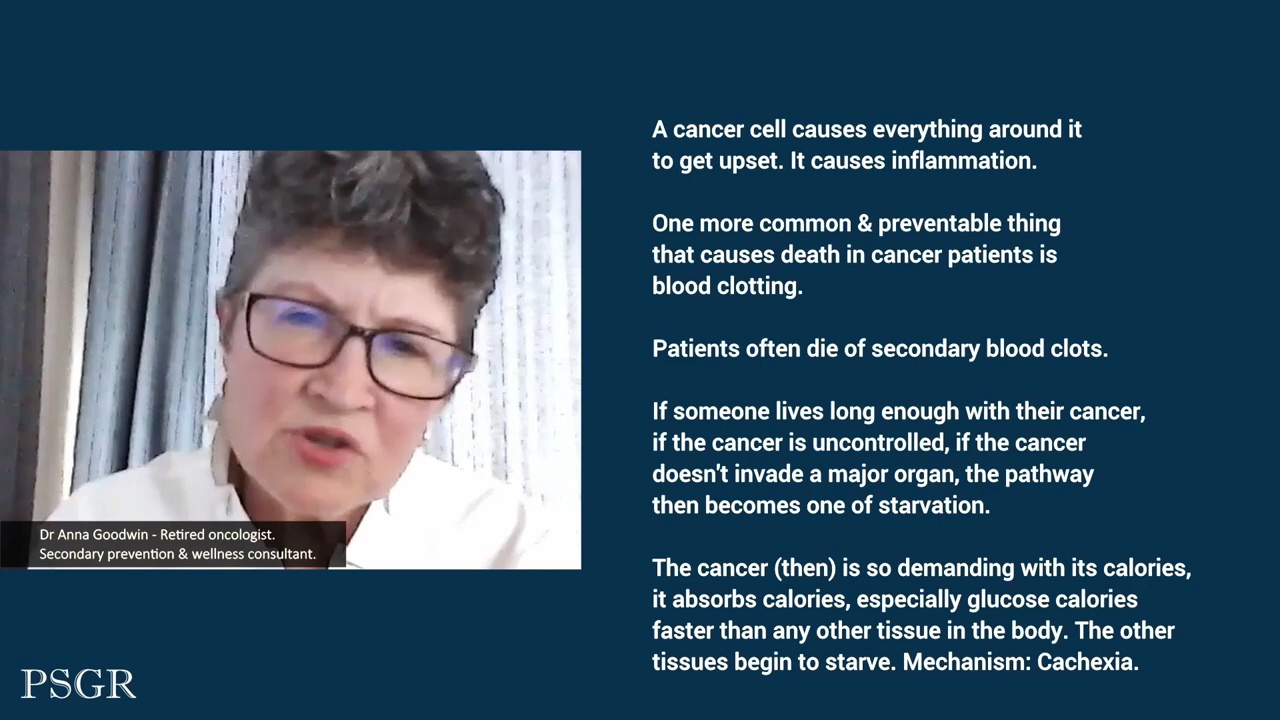 A cancer cell causes everything around it
to get upset. It causes inflammation.
One more common & preventable thing
that causes death in cancer patients is
blood clotting.
Patients often die of secondary blood clots.
If someone lives long enough with their cancer,
if the cancer is uncontrolled, if the cancer
doesn't invade a major organ, the pathway
then becomes one of starvation.
The cancer (then) is so demanding with its calories,
it absorbs calories, especially glucose calories
faster than any other tissue in the body. The other
tissues begin to starve. Mechanism: Cachexia.
Dr Anna Goodwin - Retired oncologist.
Secondary prevention & wellness consultant.
PSGR